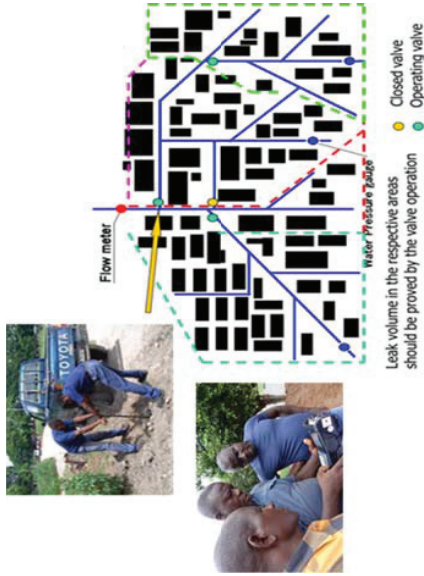 Flow meter
TOYOTA
Water Pressure gauge
Leak volume in the respective areas
should be proved by the valve operation
Closed valve
Operating valve